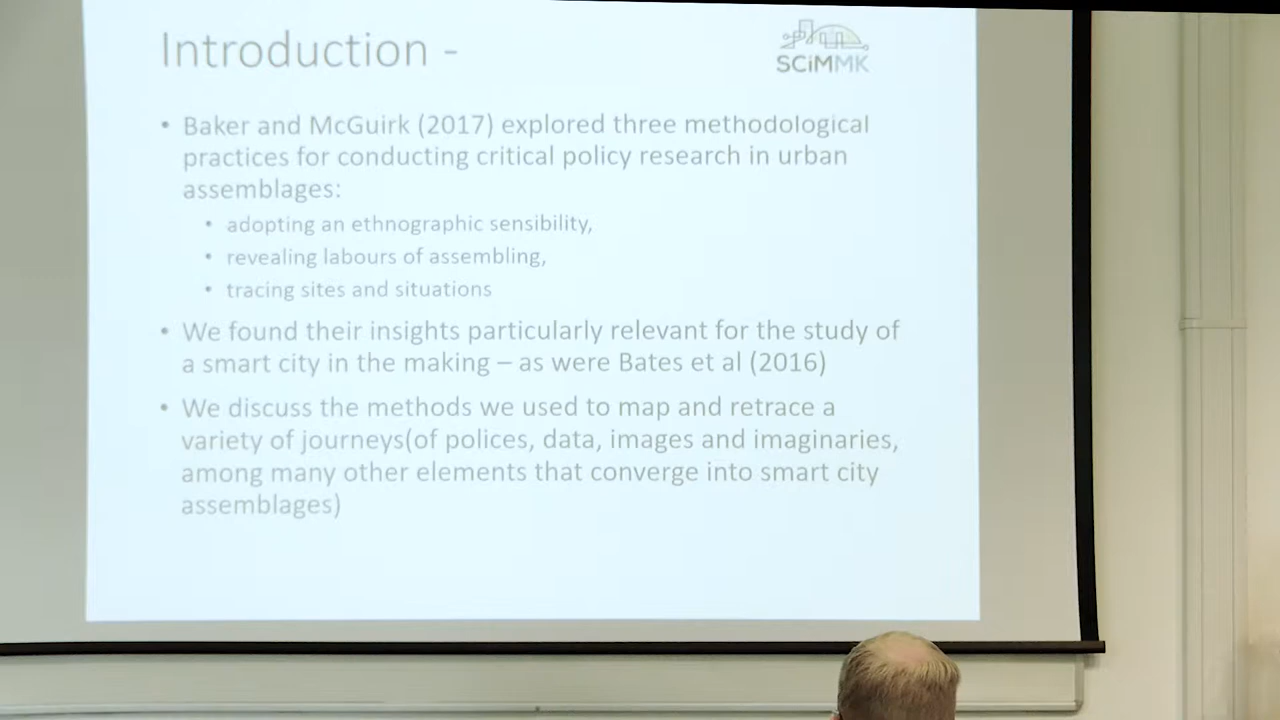 Introduction -
SCiMMK
• Baker and McGuirk (2017) explored three methodological
practices for conducting critical policy research in urban
assemblages:
• adopting an ethnographic sensibility,
• revealing labours of assembling,
• tracing sites and situations
• We found their insights particularly relevant for the study of
a smart city in the making – as were Bates et al (2016)
• We discuss the methods we used to map and retrace a
variety of journeys(of polices, data, images and imaginaries,
among many other elements that converge into smart city
assemblages)